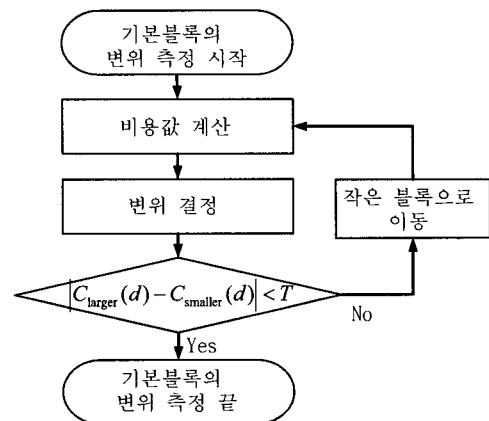 기본블록의
변위 측정 시작
비용값 계산
변위 결정
작은 블록으로
이동
|C_larger(d) − C_smaller(d)| < T
No
Yes
기본블록의
변위 측정 끝